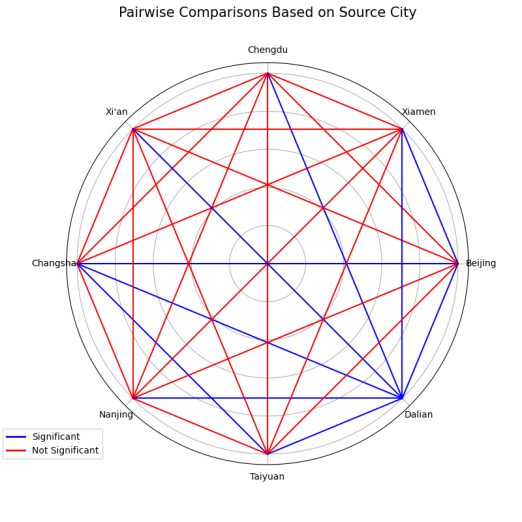 Pairwise Comparisons Based on Source City
Chengdu
Xi'an
Xiamen
Changsha
Beijing
Nanjing
Dalian
Significant
Not Significant
Taiyuan